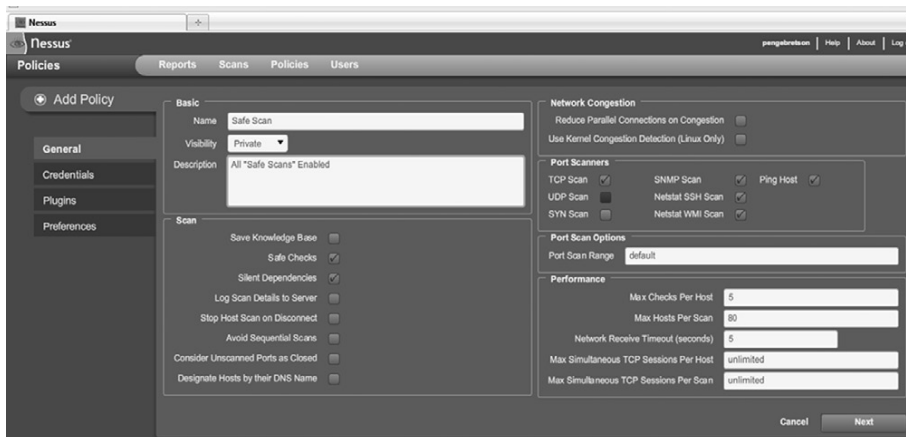 Nessus
nessus
pengebretson | Help | About | Log
Policies
Reports Scans Policies Users
Add Policy
General
Credentials
Plugins
Preferences
Basic
Name Safe Scan
Visibility Private
Description All "Safe Scans" Enabled
Scan
Save Knowledge Base
Safe Checks
Silent Dependencies
Log Scan Details to Server
Stop Host Scan on Disconnect
Avoid Sequential Scans
Consider Unscanned Ports as Closed
Designate Hosts by their DNS Name
Network Congestion
Reduce Parallel Connections on Congestion
Use Kernel Congestion Detection (Linux Only)
Port Scanners
TCP Scan SNMP Scan Ping Host
UDP Scan Netstat SSH Scan
SYN Scan Netstat WMI Scan
Port Scan Options
Port Scan Range default
Performance
Max Checks Per Host 5
Max Hosts Per Scan 80
Network Receive Timeout (seconds) 5
Max Simultaneous TCP Sessions Per Host unlimited
Max Simultaneous TCP Sessions Per Scan unlimited
Cancel Next